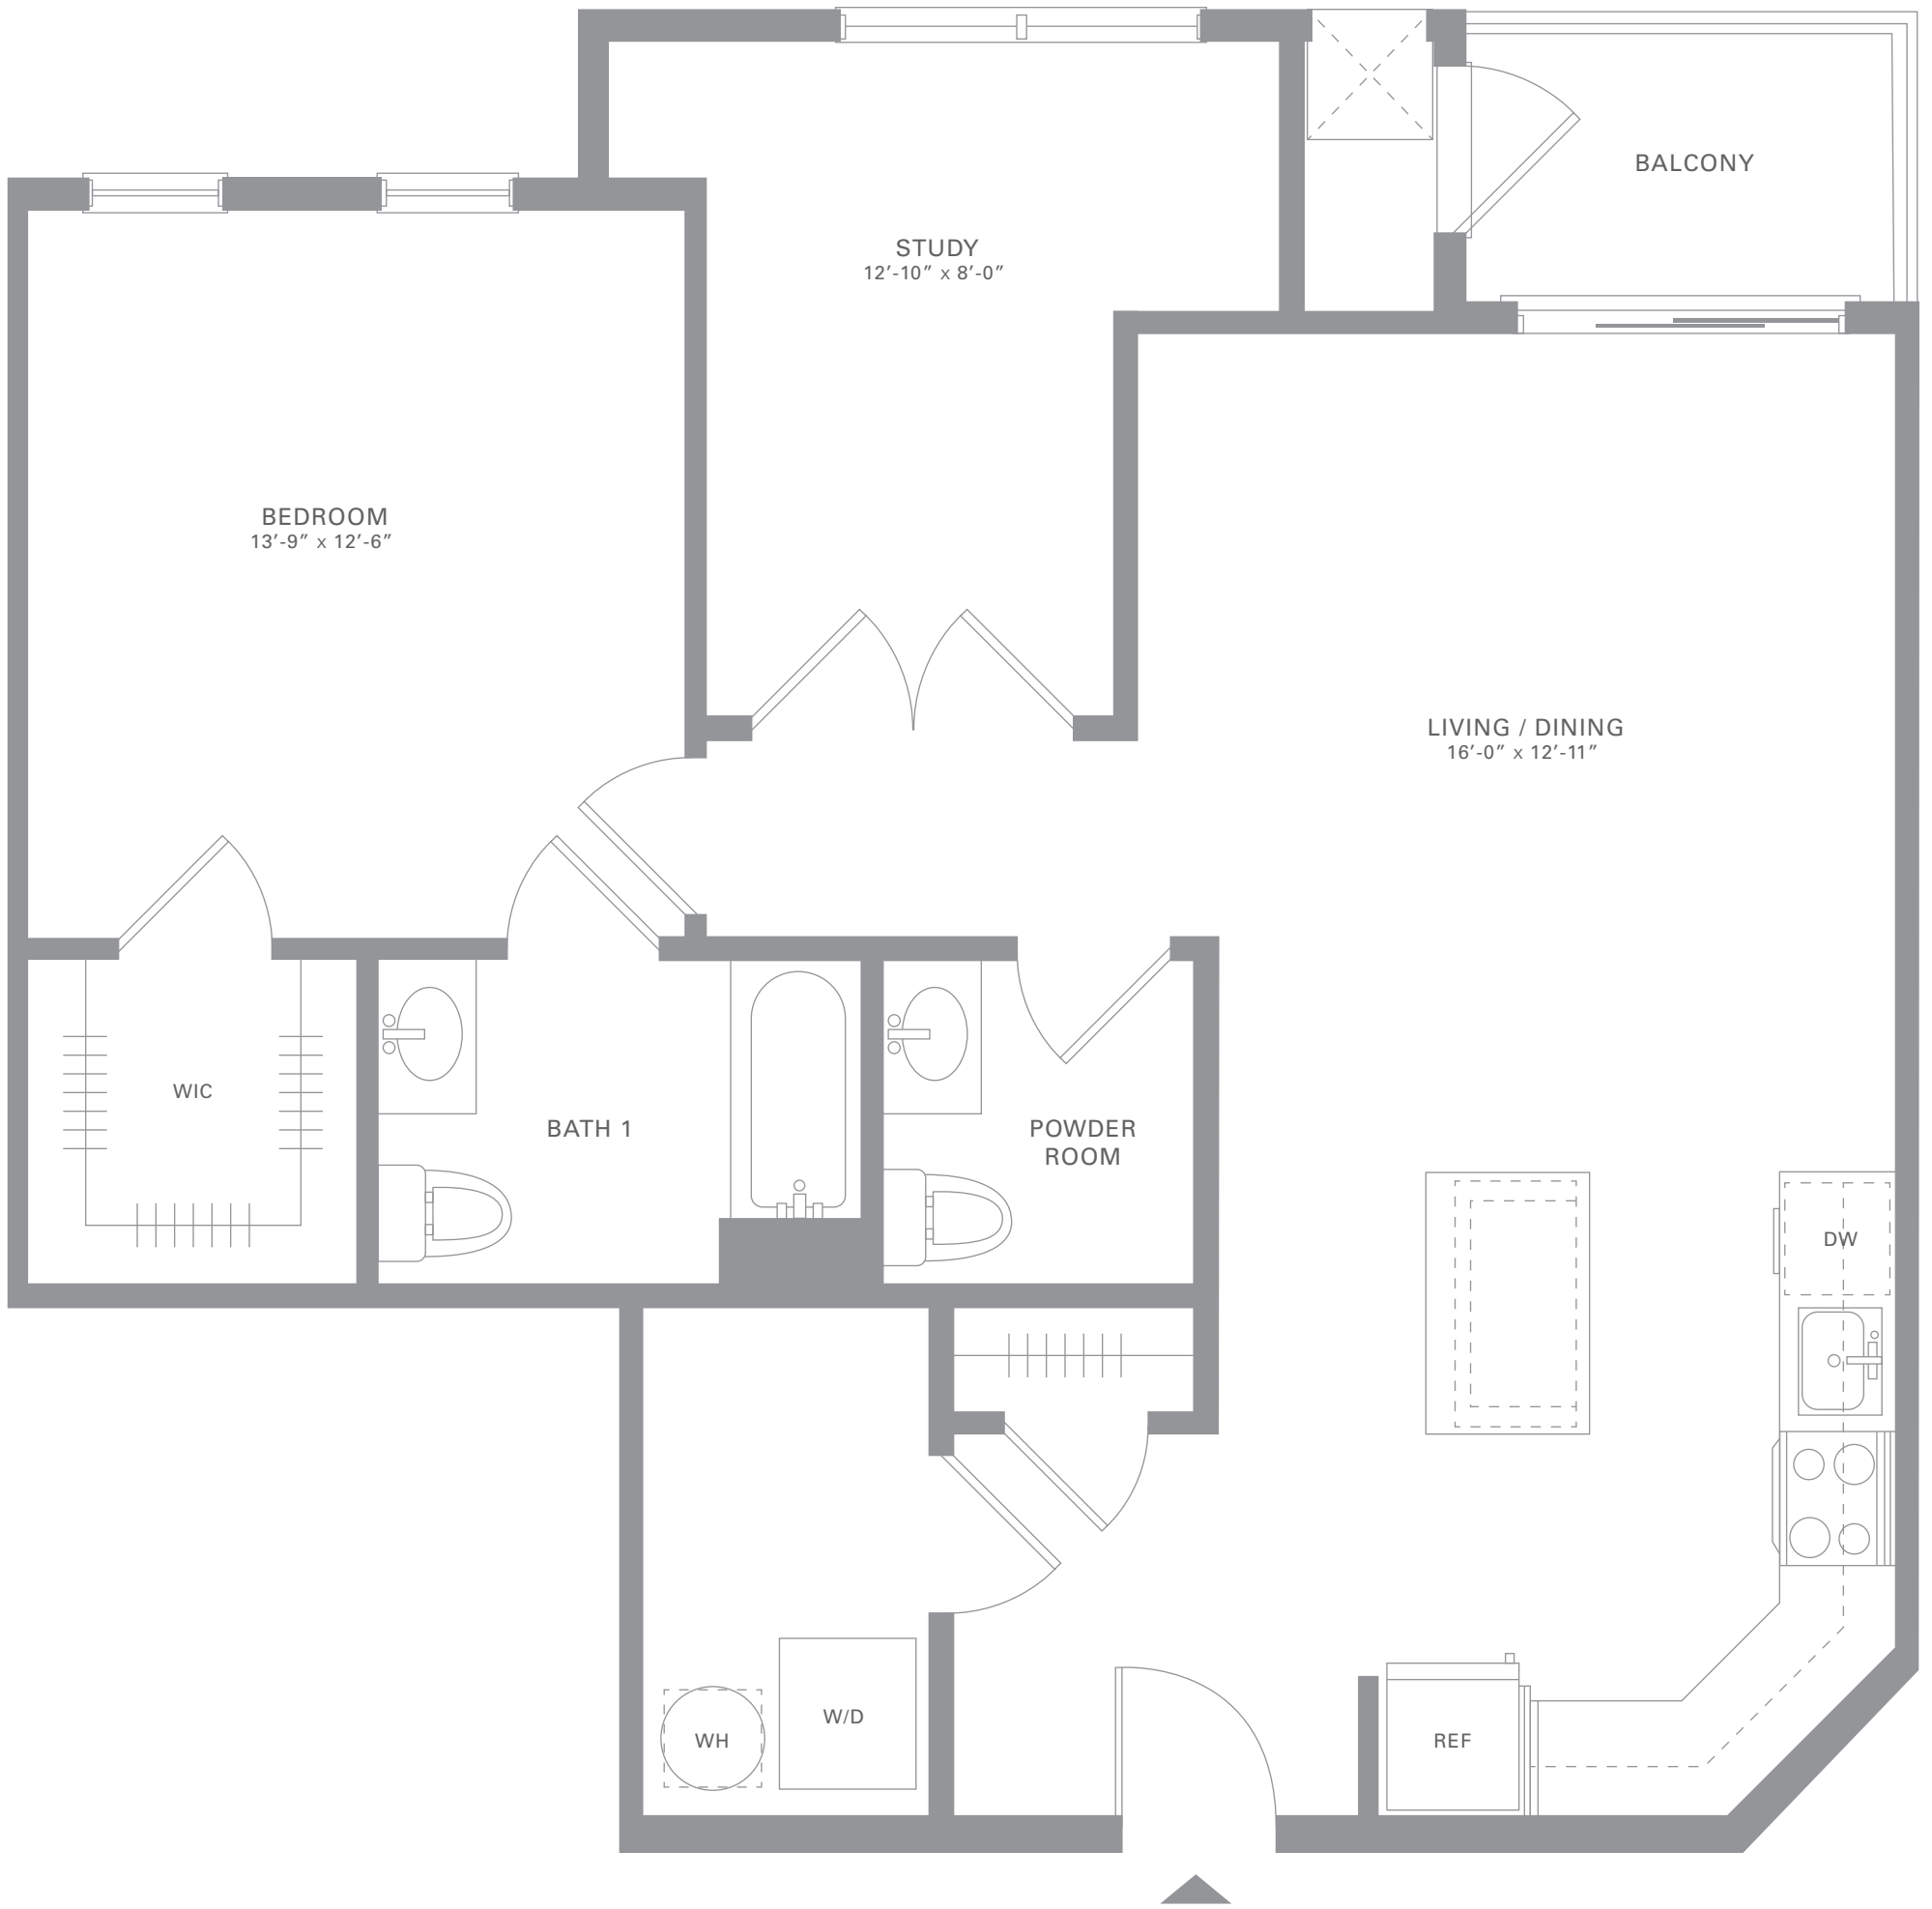 BALCONY
STUDY
12′-10″ x 8′-0″
BEDROOM
13′-9″ x 12′-6″
LIVING / DINING
16′-0″ x 12′-11″
WIC
BATH 1
POWDER
ROOM
DW
W/D
WH
REF